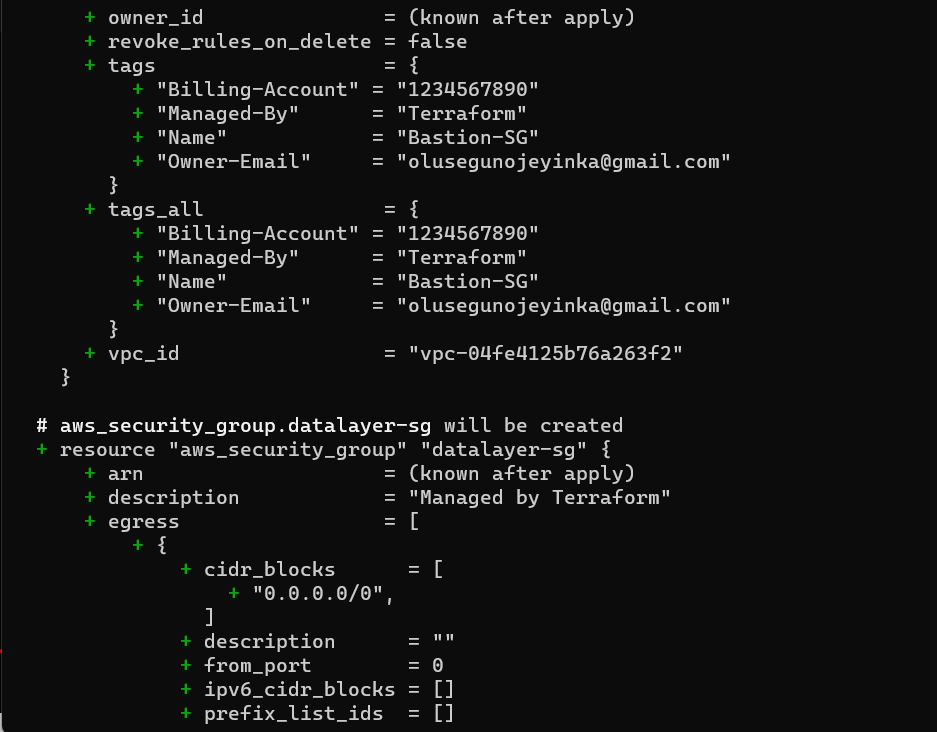 + owner_id = (known after apply)
+ revoke_rules_on_delete = false
+ tags = {
+ "Billing-Account" = "1234567890"
+ "Managed-By" = "Terraform"
+ "Name" = "Bastion-SG"
+ "Owner-Email" = "olusegunojeyinka@gmail.com"
}
+ tags_all = {
+ "Billing-Account" = "1234567890"
+ "Managed-By" = "Terraform"
+ "Name" = "Bastion-SG"
+ "Owner-Email" = "olusegunojeyinka@gmail.com"
}
+ vpc_id = "vpc-04fe4125b76a263f2"
}
# aws_security_group.datalayer-sg will be created
+ resource "aws_security_group" "datalayer-sg" {
+ arn = (known after apply)
+ description = "Managed by Terraform"
+ egress = [
+ {
+ cidr_blocks = [
+ "0.0.0.0/0",
]
+ description = ""
+ from_port = 0
+ ipv6_cidr_blocks = []
+ prefix_list_ids = []